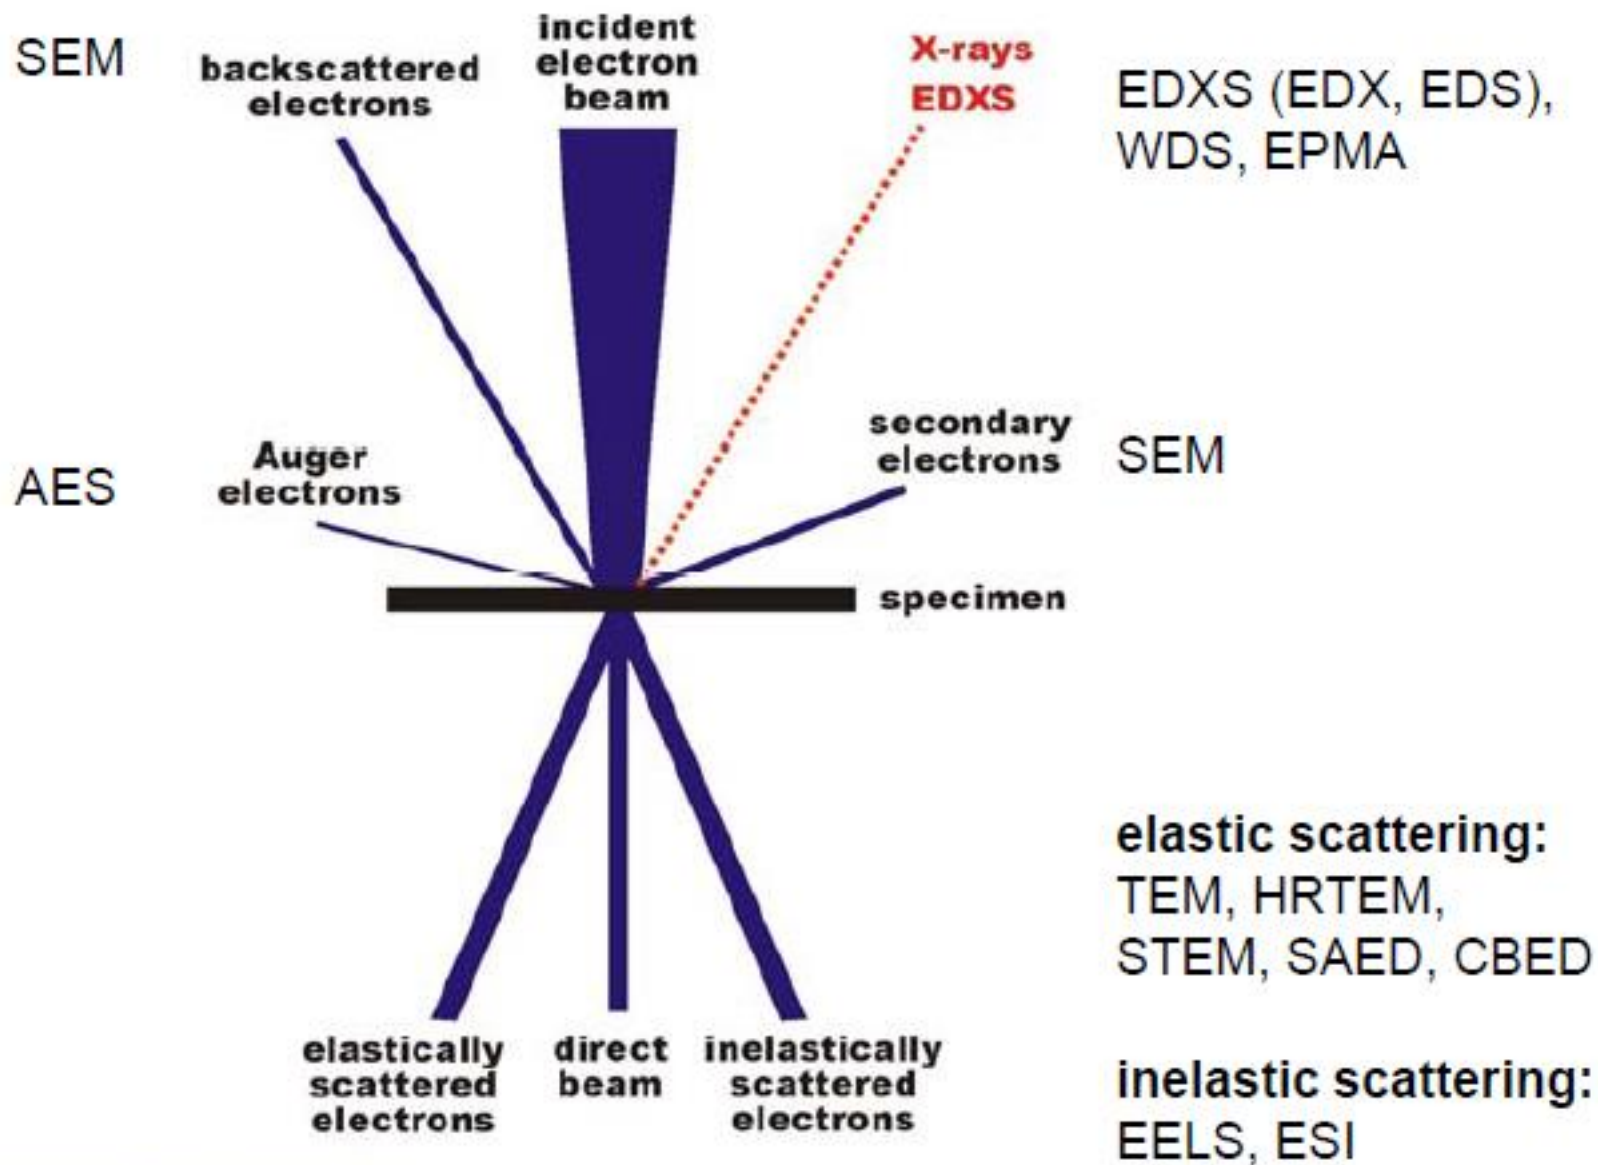 SEM
backscattered
electrons
incident
electron
beam
X-rays
EDXS
EDXS (EDX, EDS),
WDS, EPMA
AES
Auger
electrons
secondary
electrons
SEM
specimen
elastic scattering:
TEM, HRTEM,
STEM, SAED, CBED
elastically
scattered
electrons
direct
beam
inelastically
scattered
electrons
inelastic scattering:
EELS, ESI